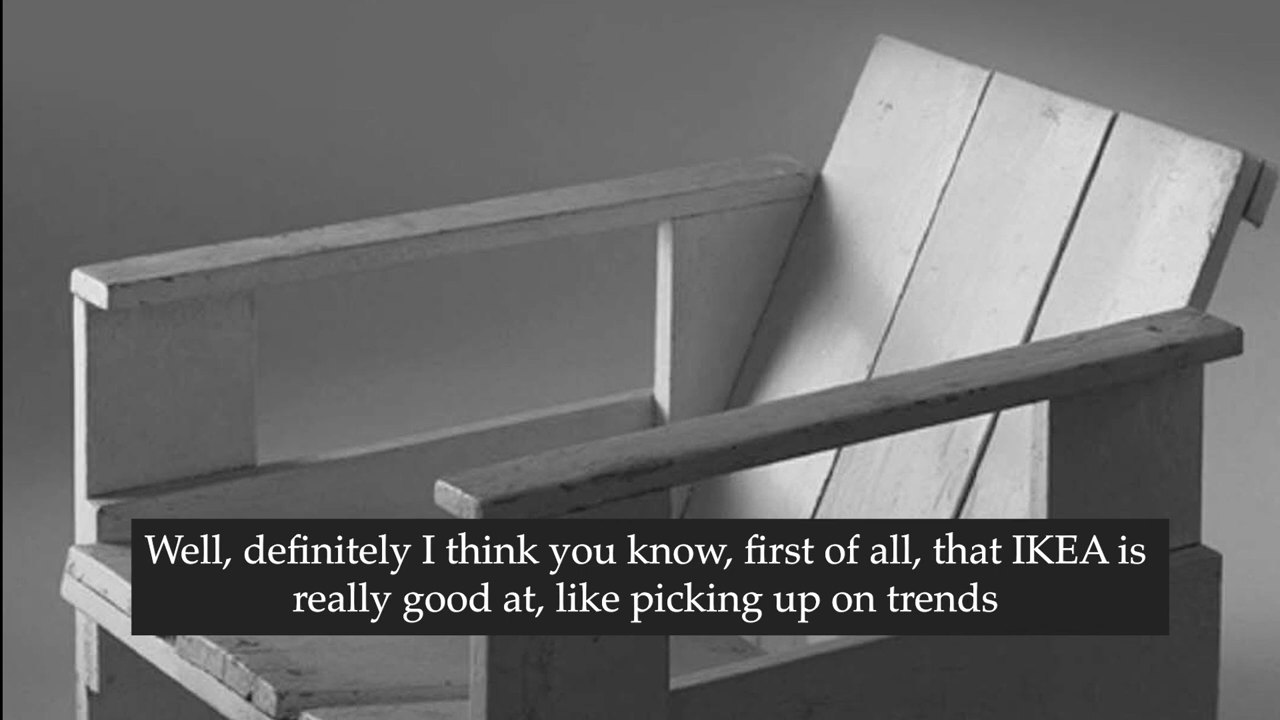 Well, definitely I think you know, first of all, that IKEA is
really good at, like picking up on trends